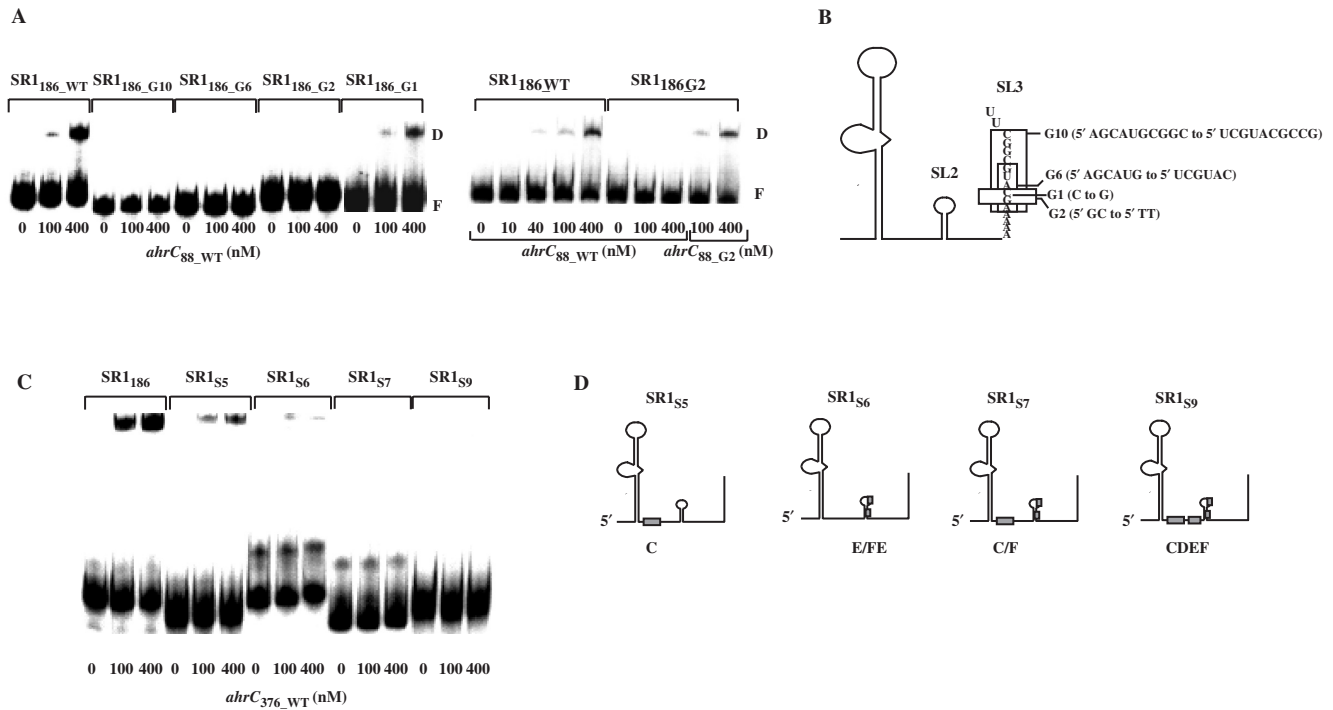 A
B
SR1186_WT SR1186_G10 SR1186_G6 SR1186_G2 SR1186_G1
SR1186_WT SR1186_G2
D
F
D
F
0 100 400 0 100 400 0 100 400 0 100 400 0 100 400
ahrC88_WT (nM)
0 10 40 100 400 0 100 400 100 400
ahrC88_WT (nM) ahrC88_G2 (nM)
SL3
SL2
U
U
C
G
G
C
G
U
A
C
G
A
A
A
A
G10 (5′ AGCAUGCGGC to 5′ UCGUACGCCG)
G6 (5′ AGCAUG to 5′ UCGUAC)
G1 (C to G)
G2 (5′ GC to 5′ TT)
C
D
SR1186 SR1S5 SR1S6 SR1S7 SR1S9
0 100 400 0 100 400 0 100 400 0 100 400 0 100 400
ahrC376_WT (nM)
SR1S5 SR1S6 SR1S7 SR1S9
5′ 5′ 5′ 5′
C E/FE C/F CDEF